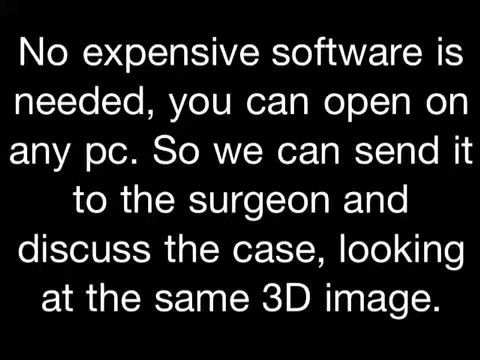 No expensive software is
needed, you can open on
any pc. So we can send it
to the surgeon and
discuss the case, looking
at the same 3D image.